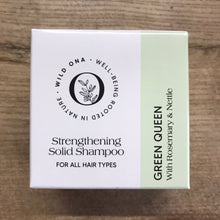 WILD ONA • WELL-BEING ROOTED IN NATURE •
Strengthening
Solid Shampoo
FOR ALL HAIR TYPES
GREEN QUEEN
With Rosemary & Nettle